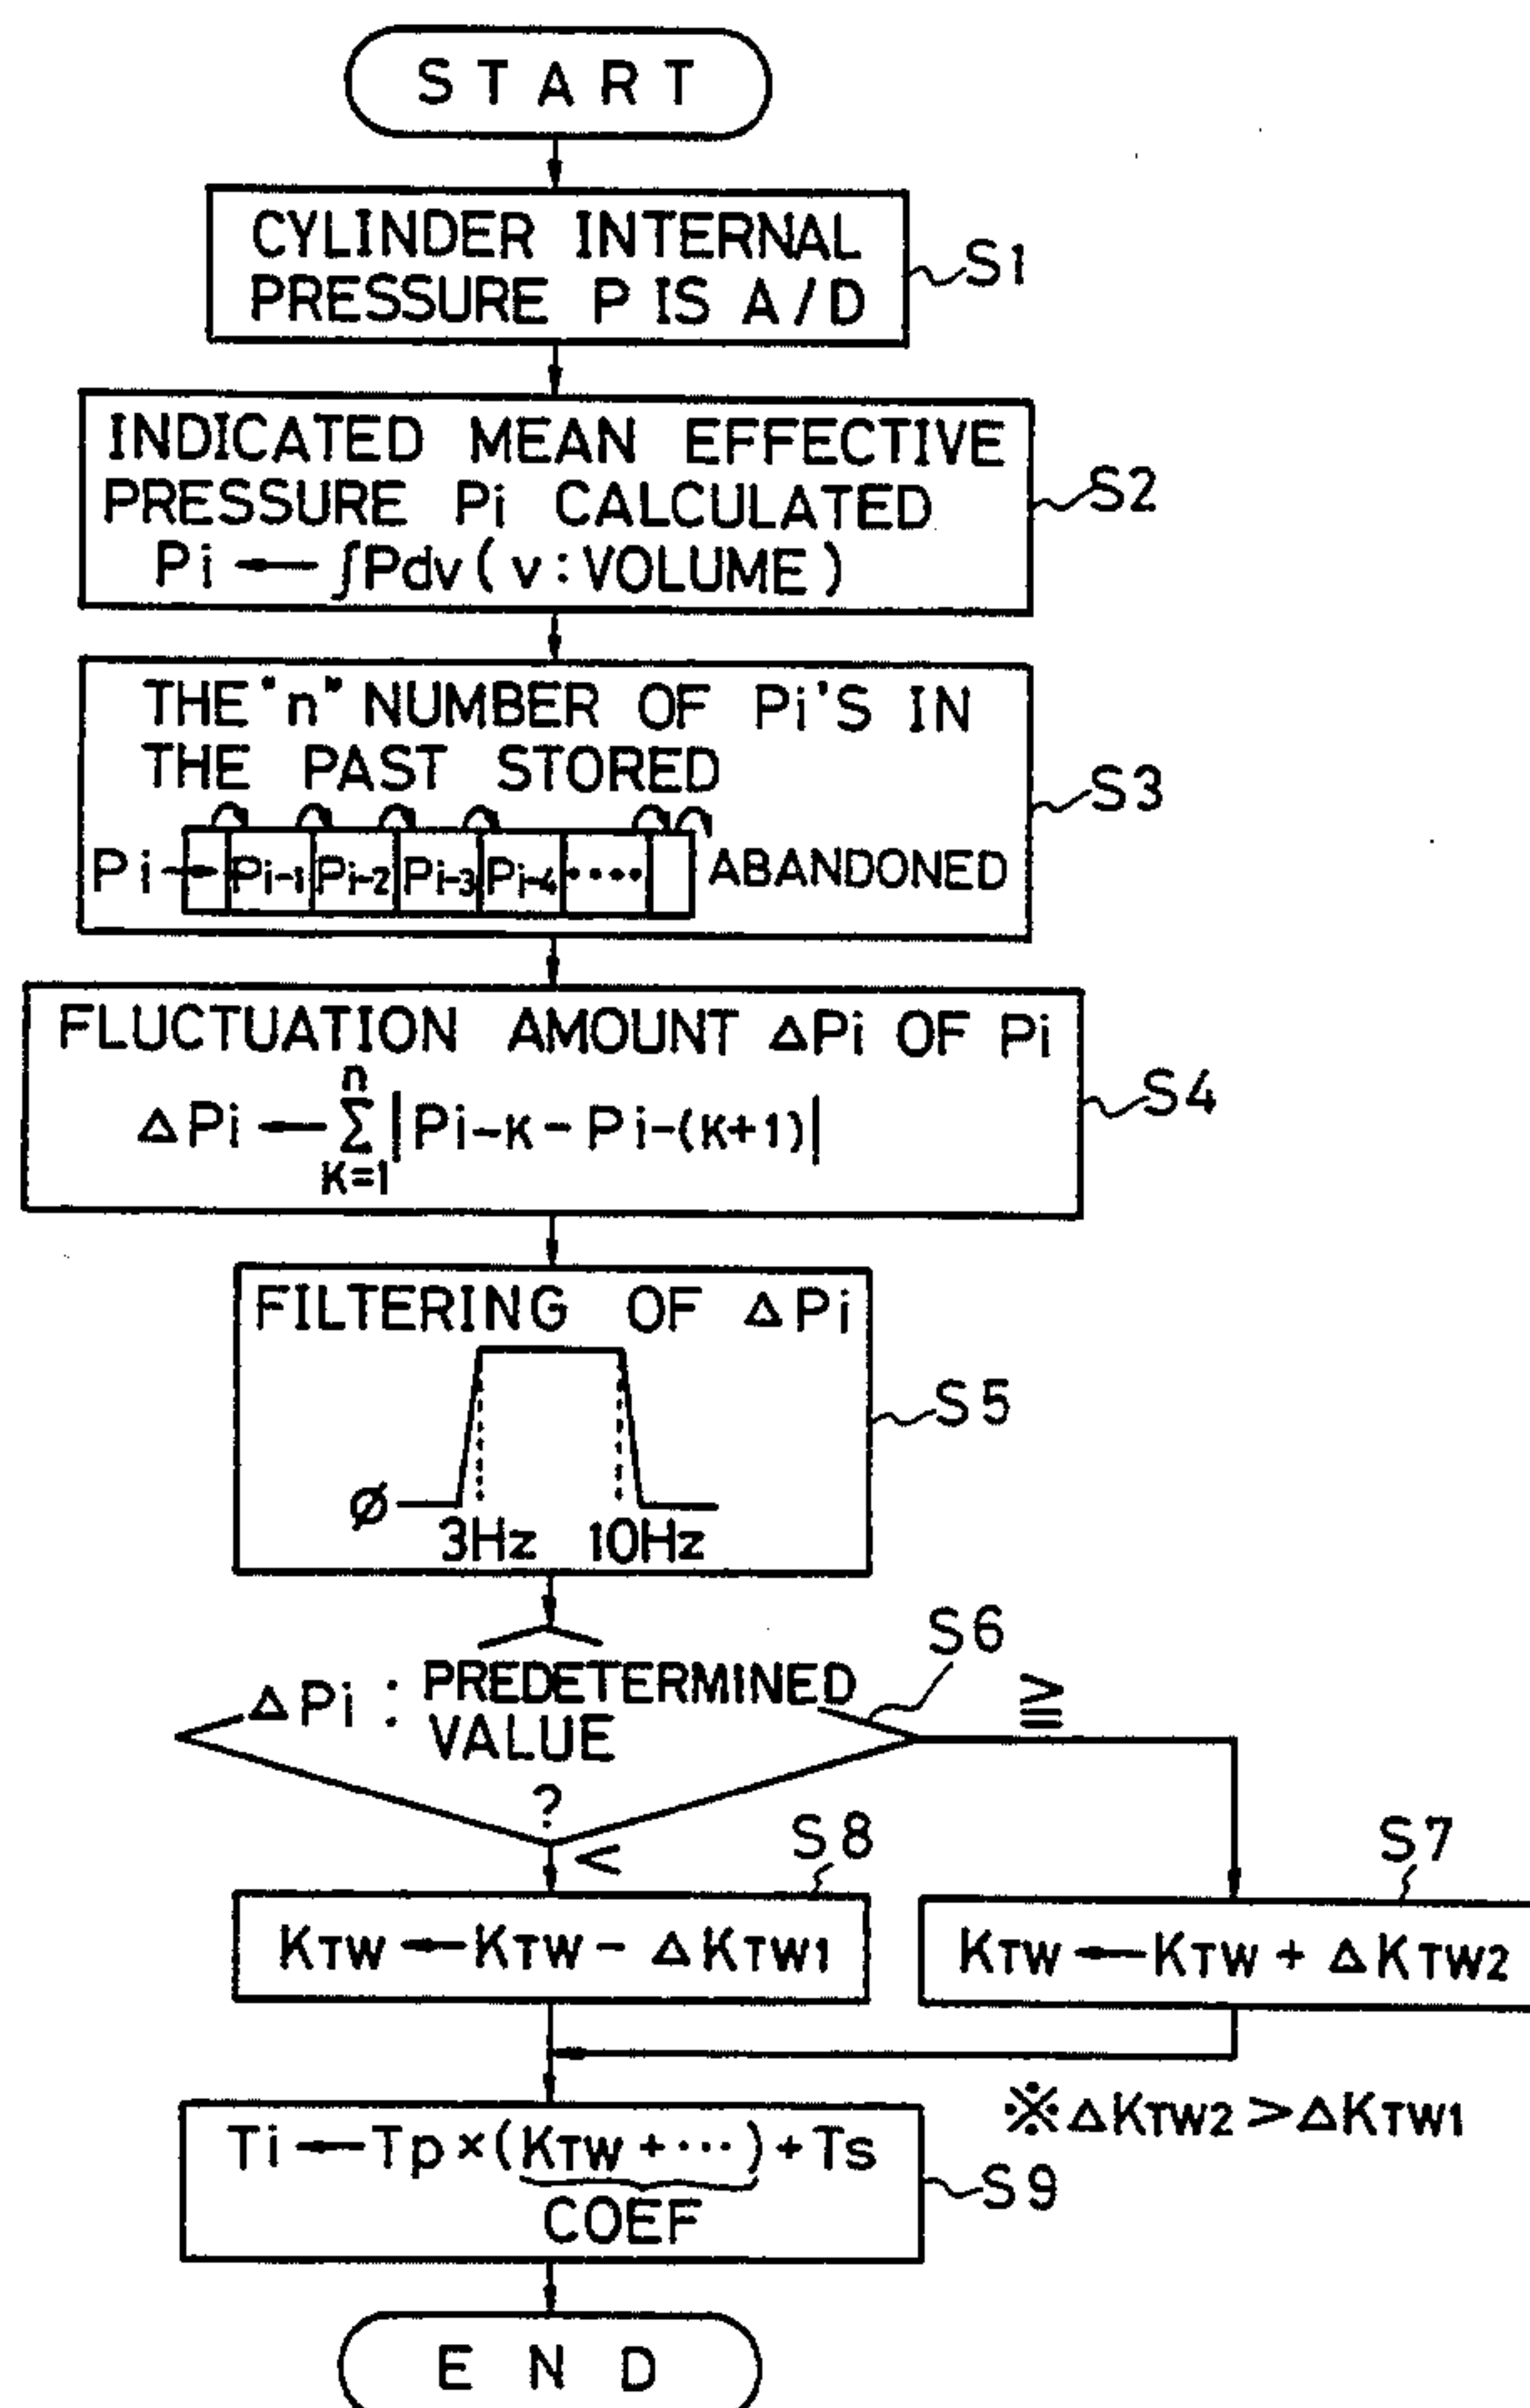 START
CYLINDER INTERNAL
PRESSURE P IS A/D
S1
INDICATED MEAN EFFECTIVE
PRESSURE Pi CALCULATED
Pi ← ∫Pdv (v : VOLUME)
S2
THE "n" NUMBER OF Pi'S IN
THE PAST STORED
Pi → Pi-1 Pi-2 Pi-3 Pi-4 ···· ABANDONED
S3
FLUCTUATION AMOUNT ΔPi OF Pi
n
ΔPi ← Σ |Pi-K - Pi-(K+1)|
K=1
S4
FILTERING OF ΔPi
Ø
3Hz 10Hz
S5
ΔPi : PREDETERMINED
VALUE
?
S6
≧
<
S8
KTW ← KTW - ΔKTW1
S7
KTW ← KTW + ΔKTW2
※ ΔKTW2 > ΔKTW1
Ti ← Tp × (KTW + ···) + Ts
COEF
S9
END